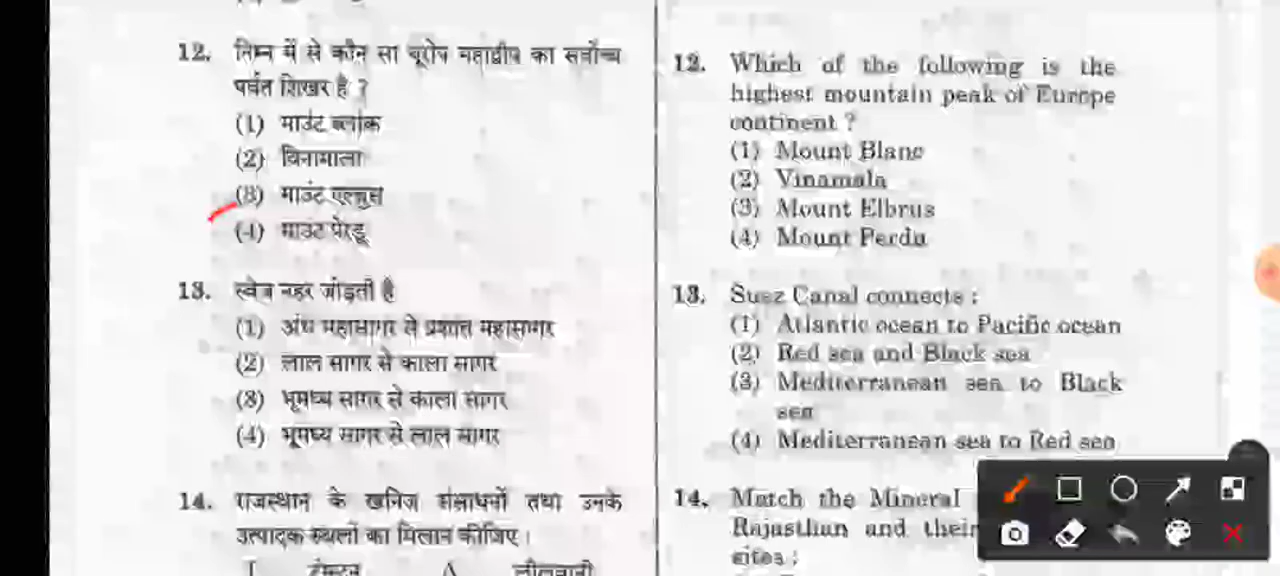 12. निम्न में से कौन सा यूरोप महाद्वीप का सर्वोच्च
पर्वत शिखर है ?
(1) माउंट ब्लांक
(2) विनामाला
(3) माउंट एल्ब्रुस
(4) माउंट पेरडू
13. स्वेज नहर जोड़ती है
(1) अंध महासागर से प्रशान्त महासागर
(2) लाल सागर से काला सागर
(3) भूमध्य सागर से काला सागर
(4) भूमध्य सागर से लाल सागर
14. राजस्थान के खनिज संसाधनों तथा उनके
उत्पादक स्थलों का मिलान कीजिए।
I. टंगस्टन A.
12. Which of the following is the
highest mountain peak of Europe
continent ?
(1) Mount Blanc
(2) Vinamala
(3) Mount Elbrus
(4) Mount Perdu
13. Suez Canal connects :
(1) Atlantic ocean to Pacific ocean
(2) Red sea and Black sea
(3) Mediterranean sea to Black
sea
(4) Mediterranean sea to Red sea
14. Match the Mineral
Rajasthan and their
sites :